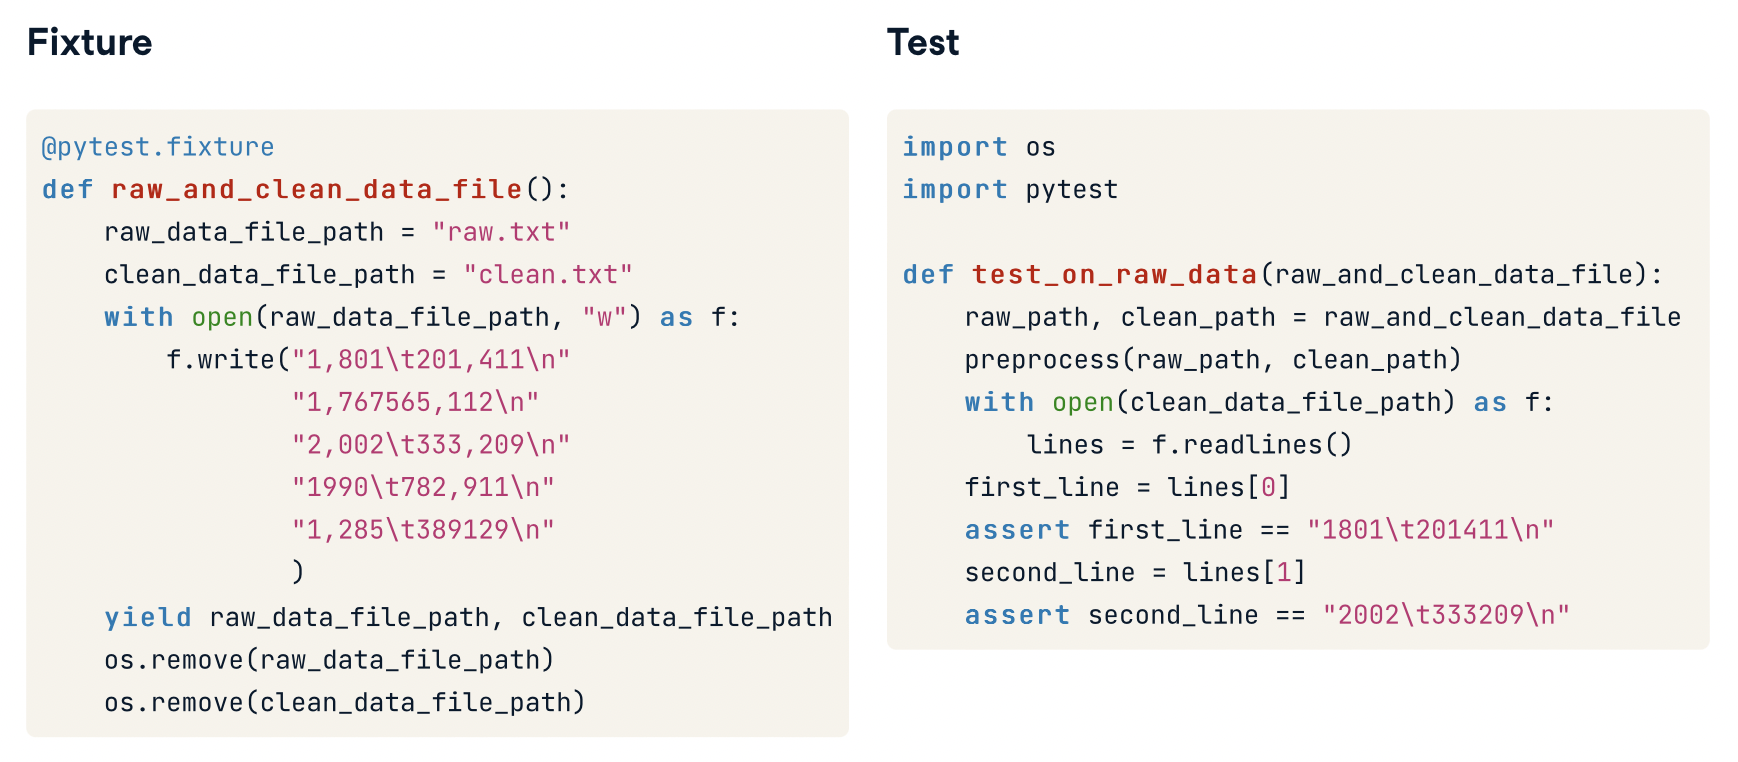 Fixture
@pytest.fixture
def raw_and_clean_data_file():
    raw_data_file_path = "raw.txt"
    clean_data_file_path = "clean.txt"
    with open(raw_data_file_path, "w") as f:
        f.write("1,801\t201,411\n"
                "1,767565,112\n"
                "2,002\t333,209\n"
                "1990\t782,911\n"
                "1,285\t389129\n"
                )
    yield raw_data_file_path, clean_data_file_path
    os.remove(raw_data_file_path)
    os.remove(clean_data_file_path)
Test
import os
import pytest
def test_on_raw_data(raw_and_clean_data_file):
    raw_path, clean_path = raw_and_clean_data_file
    preprocess(raw_path, clean_path)
    with open(clean_data_file_path) as f:
        lines = f.readlines()
    first_line = lines[0]
    assert first_line == "1801\t201411\n"
    second_line = lines[1]
    assert second_line == "2002\t333209\n"